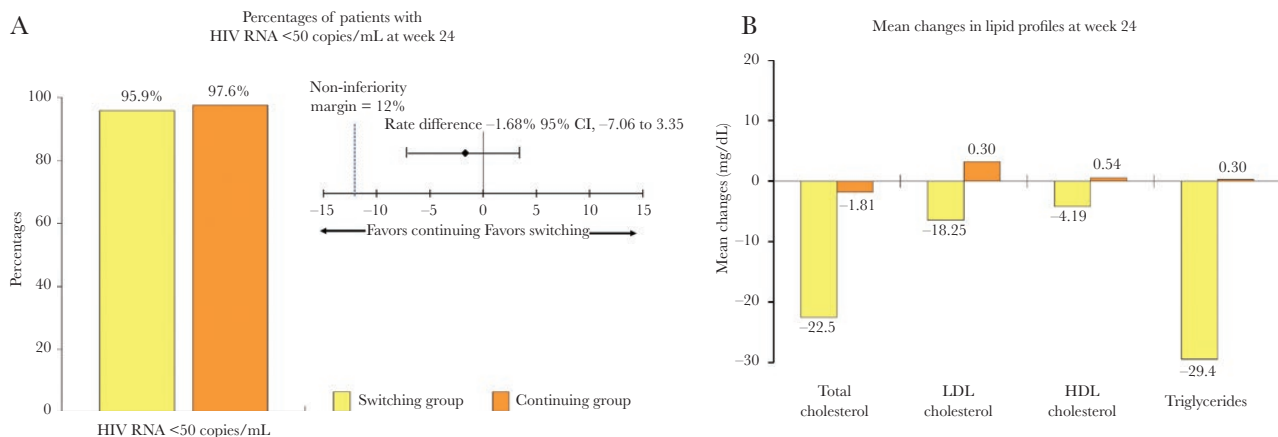 A
Percentages of patients with
HIV RNA <50 copies/mL at week 24
Percentages
100
80
60
40
20
0
95.9%
97.6%
HIV RNA <50 copies/mL
Non-inferiority
margin = 12%
Rate difference –1.68% 95% CI, –7.06 to 3.35
–15 –10 –5 0 5 10 15
Favors continuing Favors switching
Switching group Continuing group
B
Mean changes in lipid profiles at week 24
Mean changes (mg/dL)
20
10
0
–10
–20
–30
–22.5
–1.81
–18.25
0.30
–4.19
0.54
–29.4
0.30
Total
cholesterol
LDL
cholesterol
HDL
cholesterol
Triglycerides